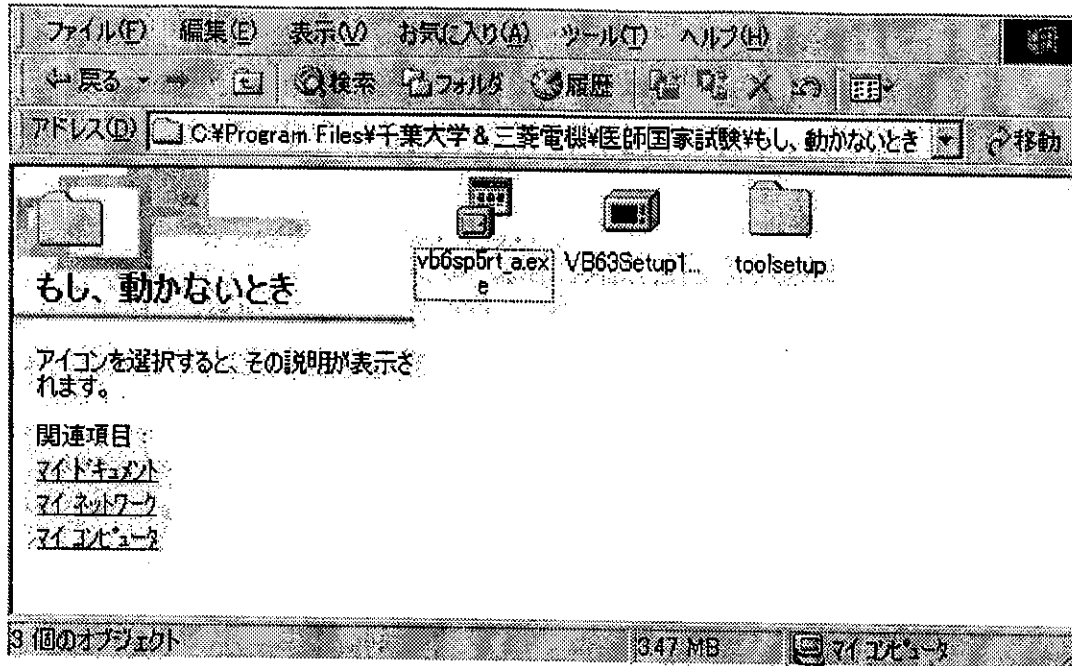 ファイル(F) 編集(E) 表示(V) お気に入り(A) ツール(T) ヘルプ(H)
戻る 検索 フォルダ 履歴
アドレス(D) C:¥Program Files¥千葉大学&三菱電機¥医師国家試験¥もし、動かないとき 移動
vb6sp5rt_a.ex
e
VB63Setup1...
toolsetup
もし、動かないとき
アイコンを選択すると、その説明が表示さ
れます。
関連項目:
マイ ドキュメント
マイ ネットワーク
マイ コンピュータ
3 個のオブジェクト 3.47 MB マイ コンピュータ